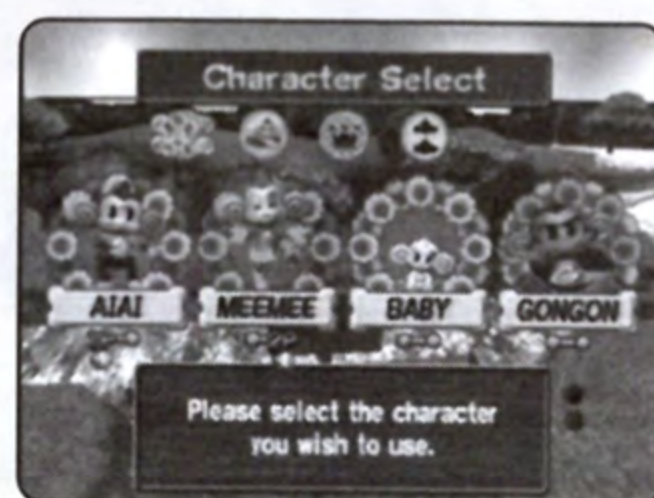 Character Select
AIAI MEEMEE BABY GONGON
Please select the character
you wish to use.